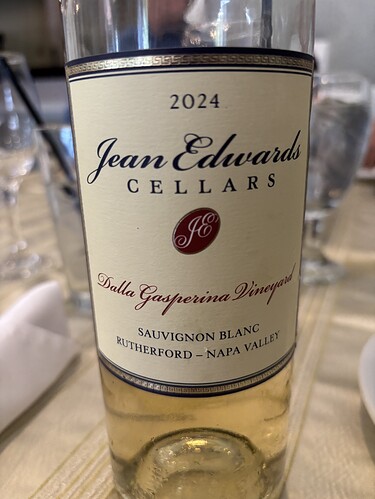 2024
Jean Edwards
CELLARS
JE
Dalla Gasperina Vineyard
SAUVIGNON BLANC
RUTHERFORD – NAPA VALLEY